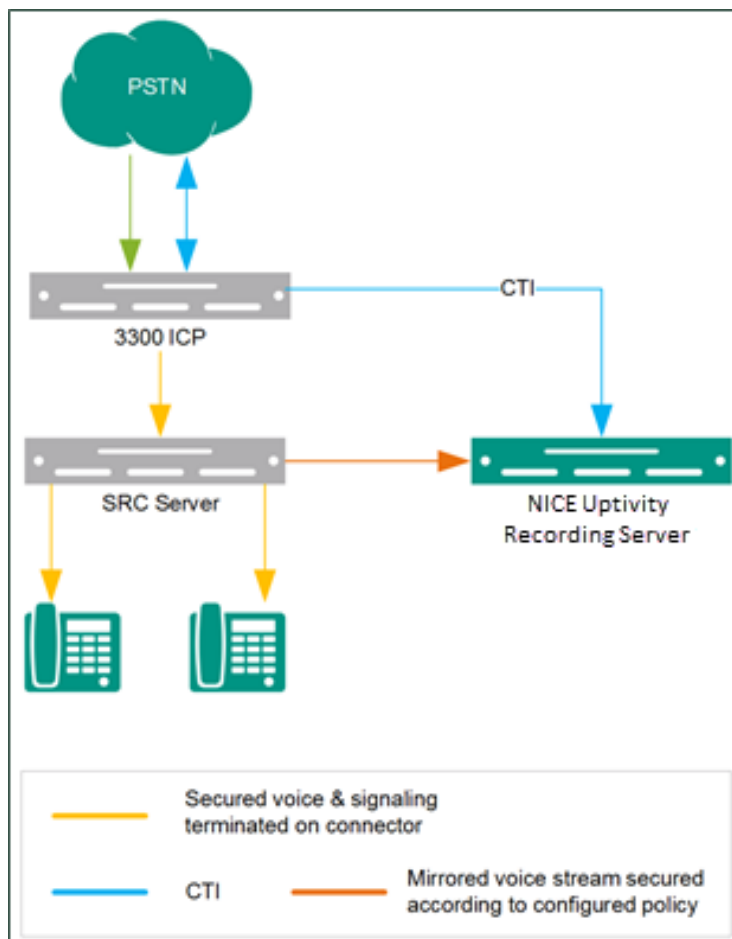 PSTN
CTI
3300 ICP
SRC Server
NICE Uptivity
Recording Server
Secured voice & signaling
terminated on connector
CTI
Mirrored voice stream secured
according to configured policy